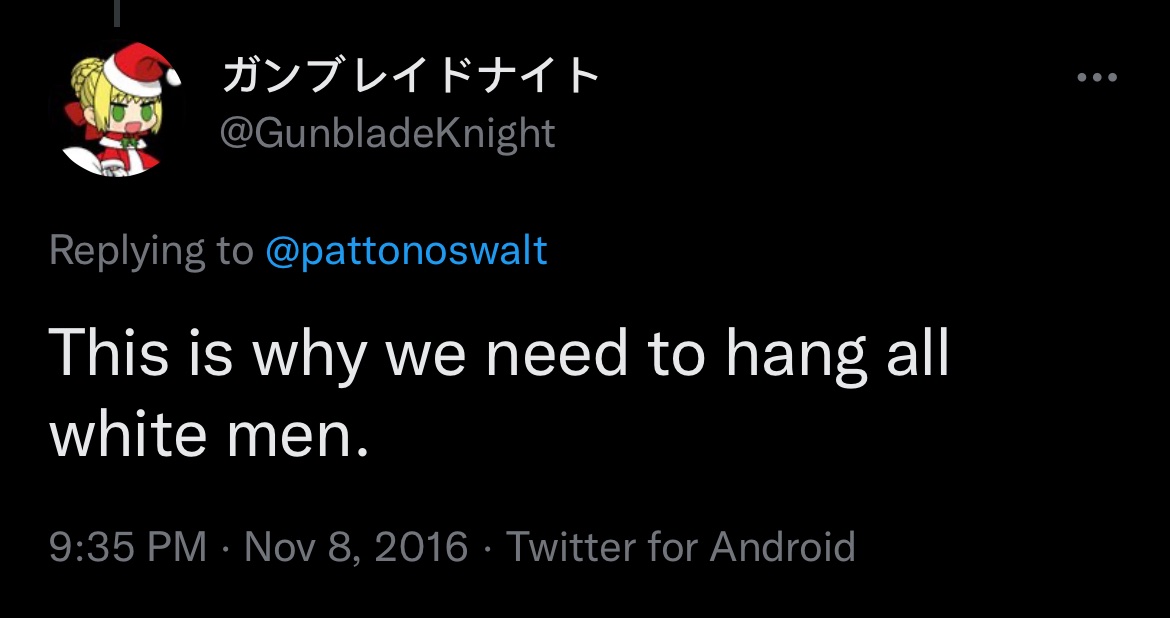 ガンブレイドナイト
@GunbladeKnight
Replying to @pattonoswalt
This is why we need to hang all
white men.
9:35 PM · Nov 8, 2016 · Twitter for Android